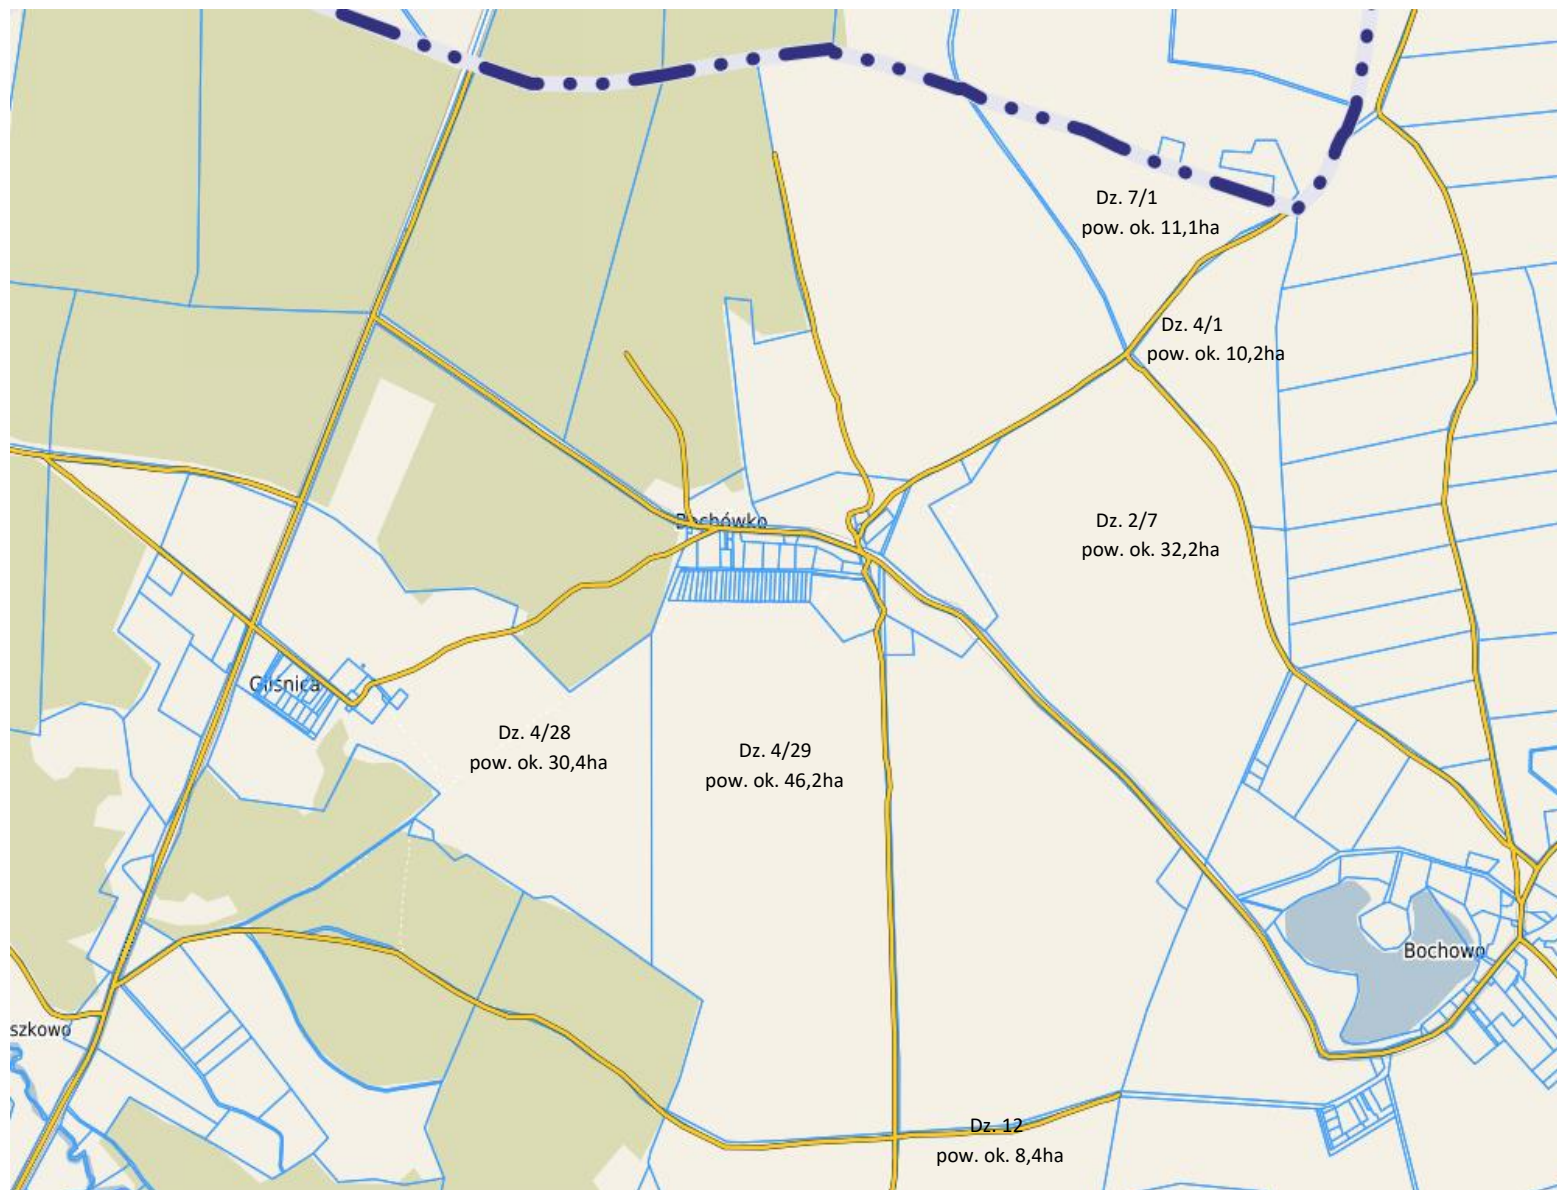 Dz. 7/1
pow. ok. 11,1ha
Dz. 4/1
pow. ok. 10,2ha
Bochówko
Dz. 2/7
pow. ok. 32,2ha
Gliśnica
Dz. 4/28
pow. ok. 30,4ha
Dz. 4/29
pow. ok. 46,2ha
Bochowo
szkowo
Dz. 12
pow. ok. 8,4ha